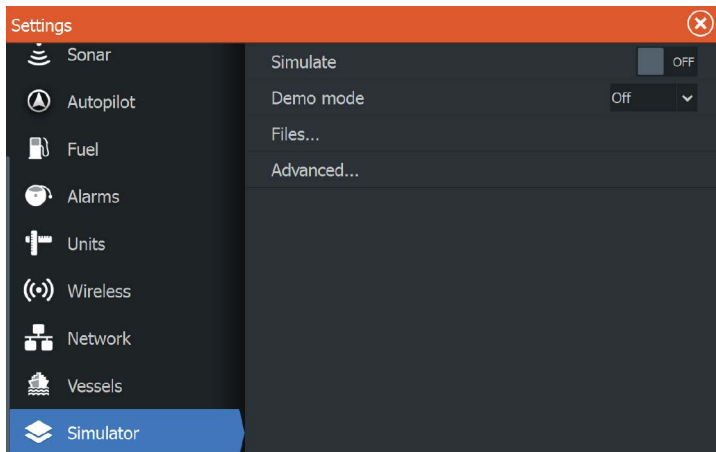 Settings
Sonar
Autopilot
Fuel
Alarms
Units
Wireless
Network
Vessels
Simulator
Simulate OFF
Demo mode Off
Files...
Advanced...